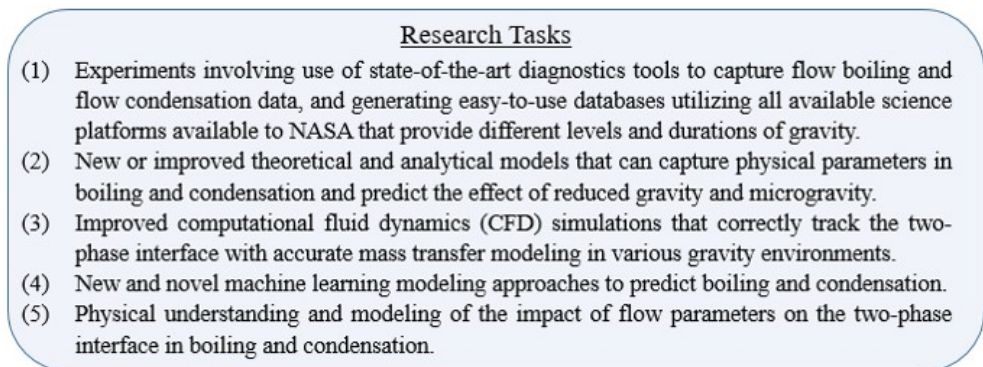 Research Tasks
(1) Experiments involving use of state-of-the-art diagnostics tools to capture flow boiling and
flow condensation data, and generating easy-to-use databases utilizing all available science
platforms available to NASA that provide different levels and durations of gravity.
(2) New or improved theoretical and analytical models that can capture physical parameters in
boiling and condensation and predict the effect of reduced gravity and microgravity.
(3) Improved computational fluid dynamics (CFD) simulations that correctly track the two-
phase interface with accurate mass transfer modeling in various gravity environments.
(4) New and novel machine learning modeling approaches to predict boiling and condensation.
(5) Physical understanding and modeling of the impact of flow parameters on the two-phase
interface in boiling and condensation.